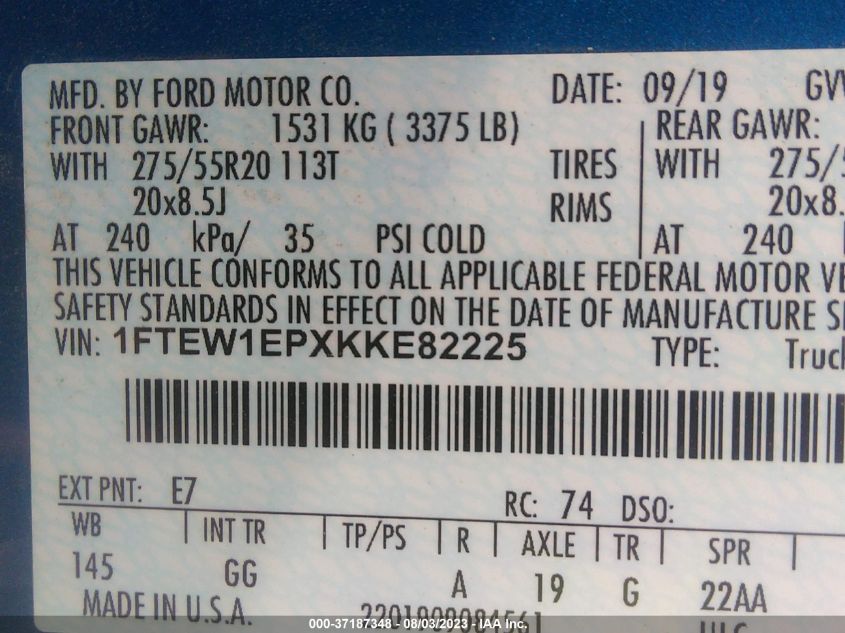 MFD. BY FORD MOTOR CO. DATE: 09/19
FRONT GAWR: 1531 KG ( 3375 LB) REAR GAWR:
WITH 275/55R20 113T TIRES WITH
20x8.5J RIMS
AT 240 kPa/ 35 PSI COLD AT 240
THIS VEHICLE CONFORMS TO ALL APPLICABLE FEDERAL MOTOR
SAFETY STANDARDS IN EFFECT ON THE DATE OF MANUFACTURE
VIN: 1FTEW1EPXKKE82225 TYPE: Truck
EXT PNT: E7 RC: 74 DSO:
WB INT TR TP/PS R AXLE TR SPR
145 GG A 19 G 22AA
MADE IN U.S.A.
000-37187348 - 08/03/2023 - IAA Inc.